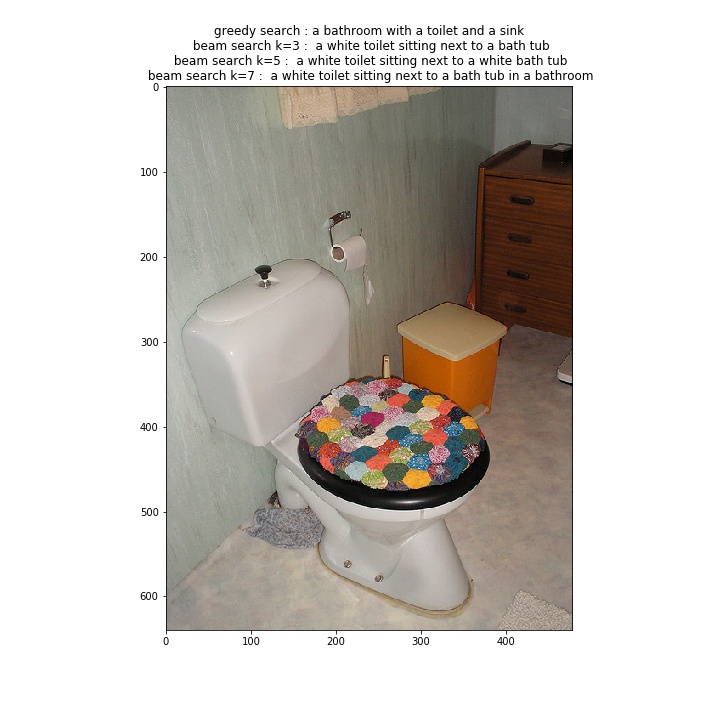 greedy search : a bathroom with a toilet and a sink
beam search k=3 :  a white toilet sitting next to a bath tub
beam search k=5 :  a white toilet sitting next to a white bath tub
beam search k=7 :  a white toilet sitting next to a bath tub in a bathroom
0
100
200
300
400
500
600
0 100 200 300 400